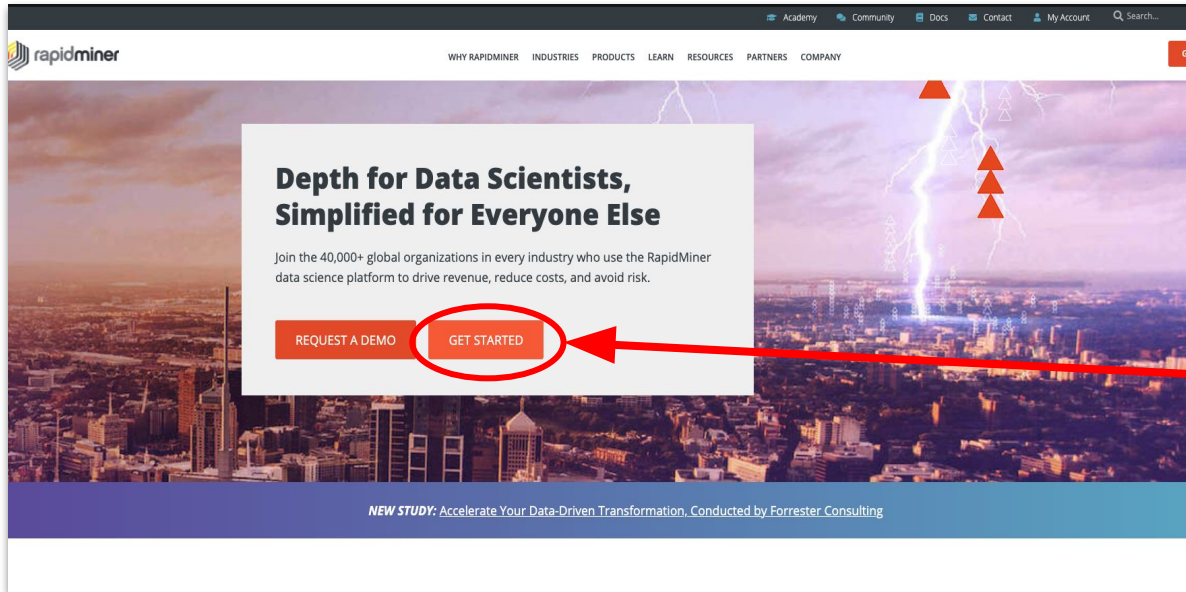 Academy Community Docs Contact My Account Search...
rapidminer
WHY RAPIDMINER INDUSTRIES PRODUCTS LEARN RESOURCES PARTNERS COMPANY
G
Depth for Data Scientists,
Simplified for Everyone Else
Join the 40,000+ global organizations in every industry who use the RapidMiner
data science platform to drive revenue, reduce costs, and avoid risk.
REQUEST A DEMO GET STARTED
NEW STUDY: Accelerate Your Data-Driven Transformation, Conducted by Forrester Consulting